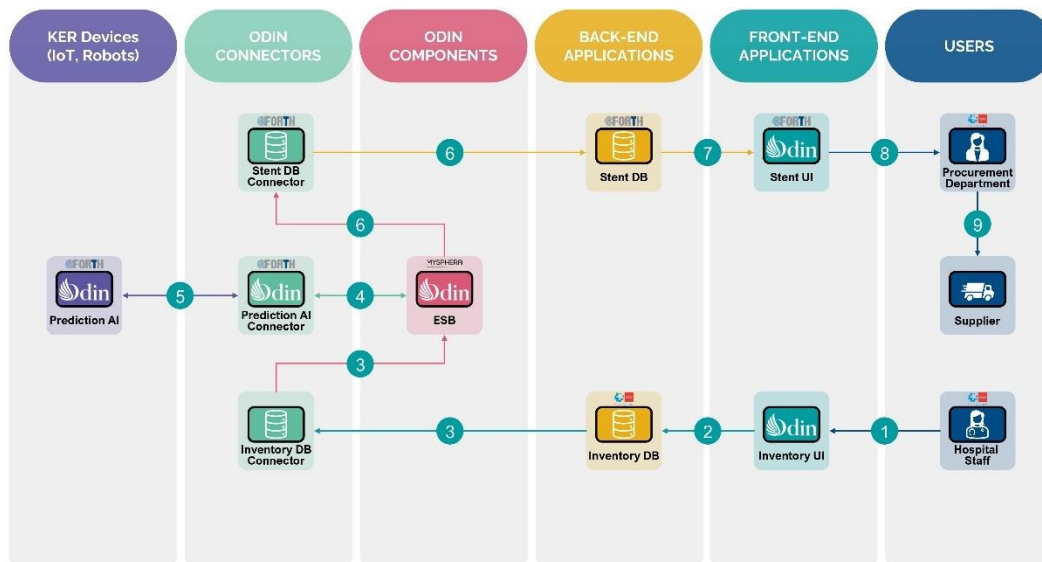 KER Devices
(IoT, Robots)
ODIN
CONNECTORS
ODIN
COMPONENTS
BACK-END
APPLICATIONS
FRONT-END
APPLICATIONS
USERS
FORTH
Stent DB
Connector
6
FORTH
Stent DB
7
FORTH
Odin
Stent UI
8
Procurement
Department
6
9
FORTH
Odin
Prediction AI
5
FORTH
Odin
Prediction AI
Connector
4
MYSPHERA
Odin
ESB
Supplier
3
Inventory DB
Connector
3
Inventory DB
2
Odin
Inventory UI
1
Hospital
Staff